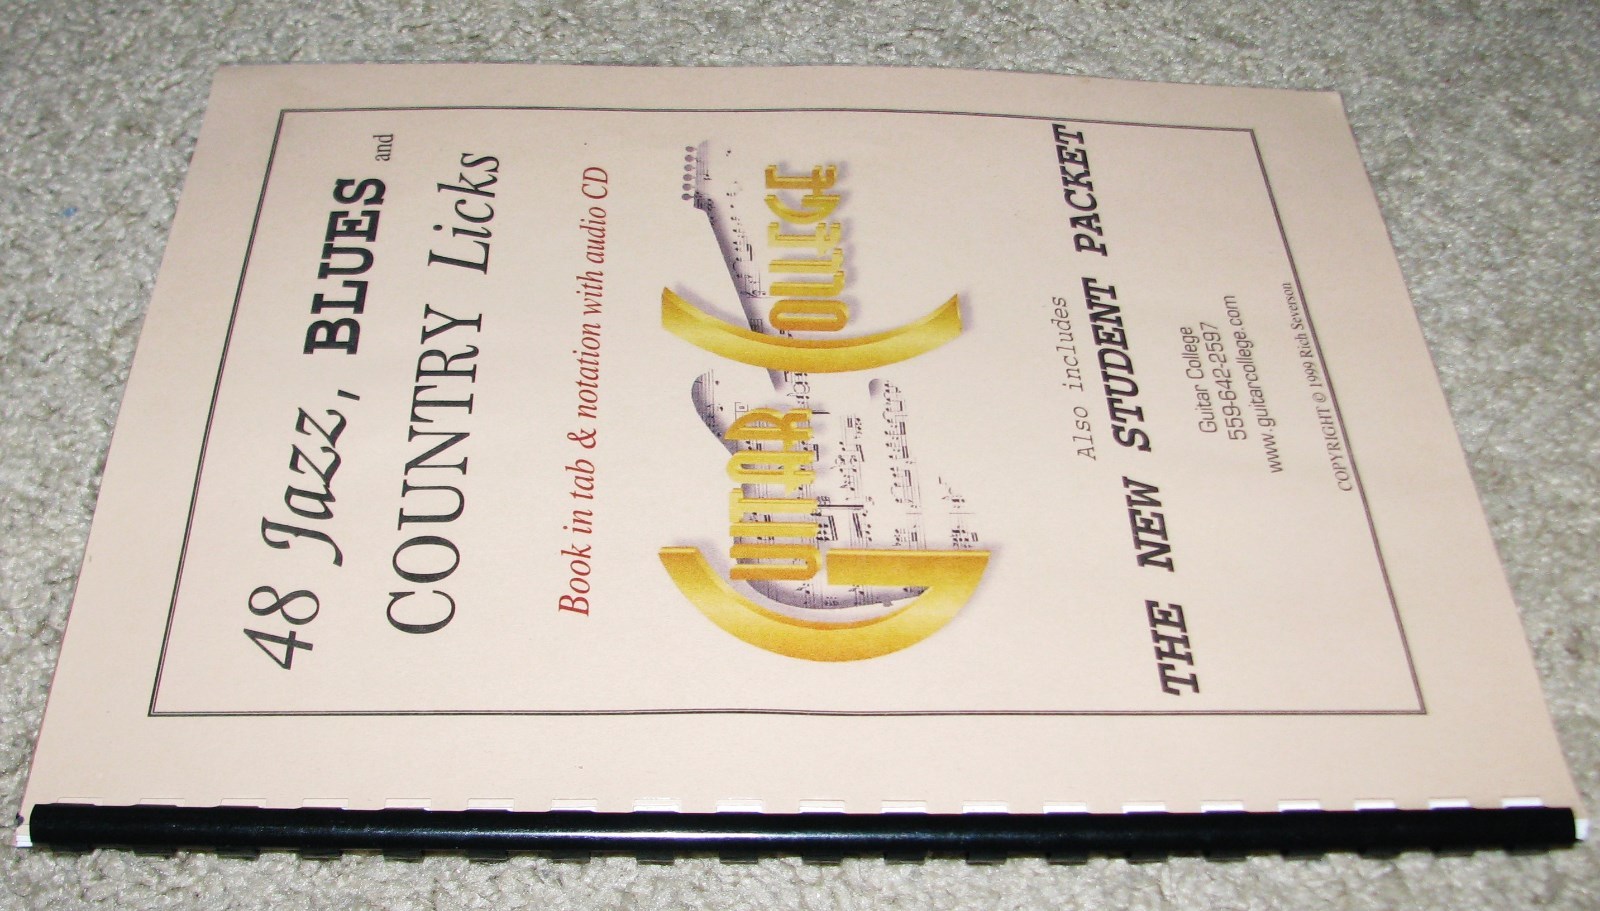 48 Jazz, BLUES and
COUNTRY Licks
Book in tab & notation with audio CD
GUITAR COLLEGE
Also includes
THE NEW STUDENT PACKET
Guitar College
559-642-2597
www.guitarcollege.com
COPYRIGHT © 1999 Rich Severson